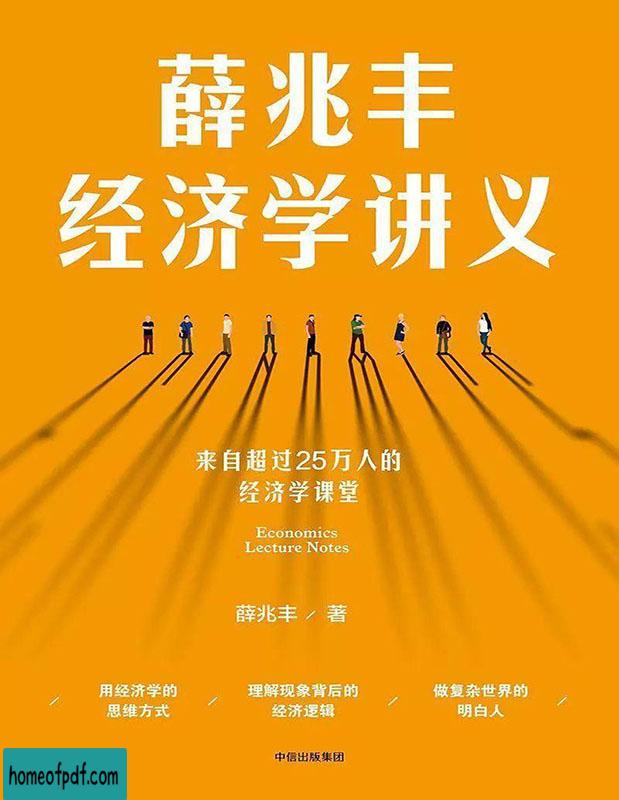 薛兆丰
经济学讲义
来自超过25万人的
经济学课堂
Economics
Lecture Notes
薛兆丰 / 著
用经济学的
思维方式
理解现象背后的
经济逻辑
做复杂世界的
明白人
中信出版集团
homeofpdf.com